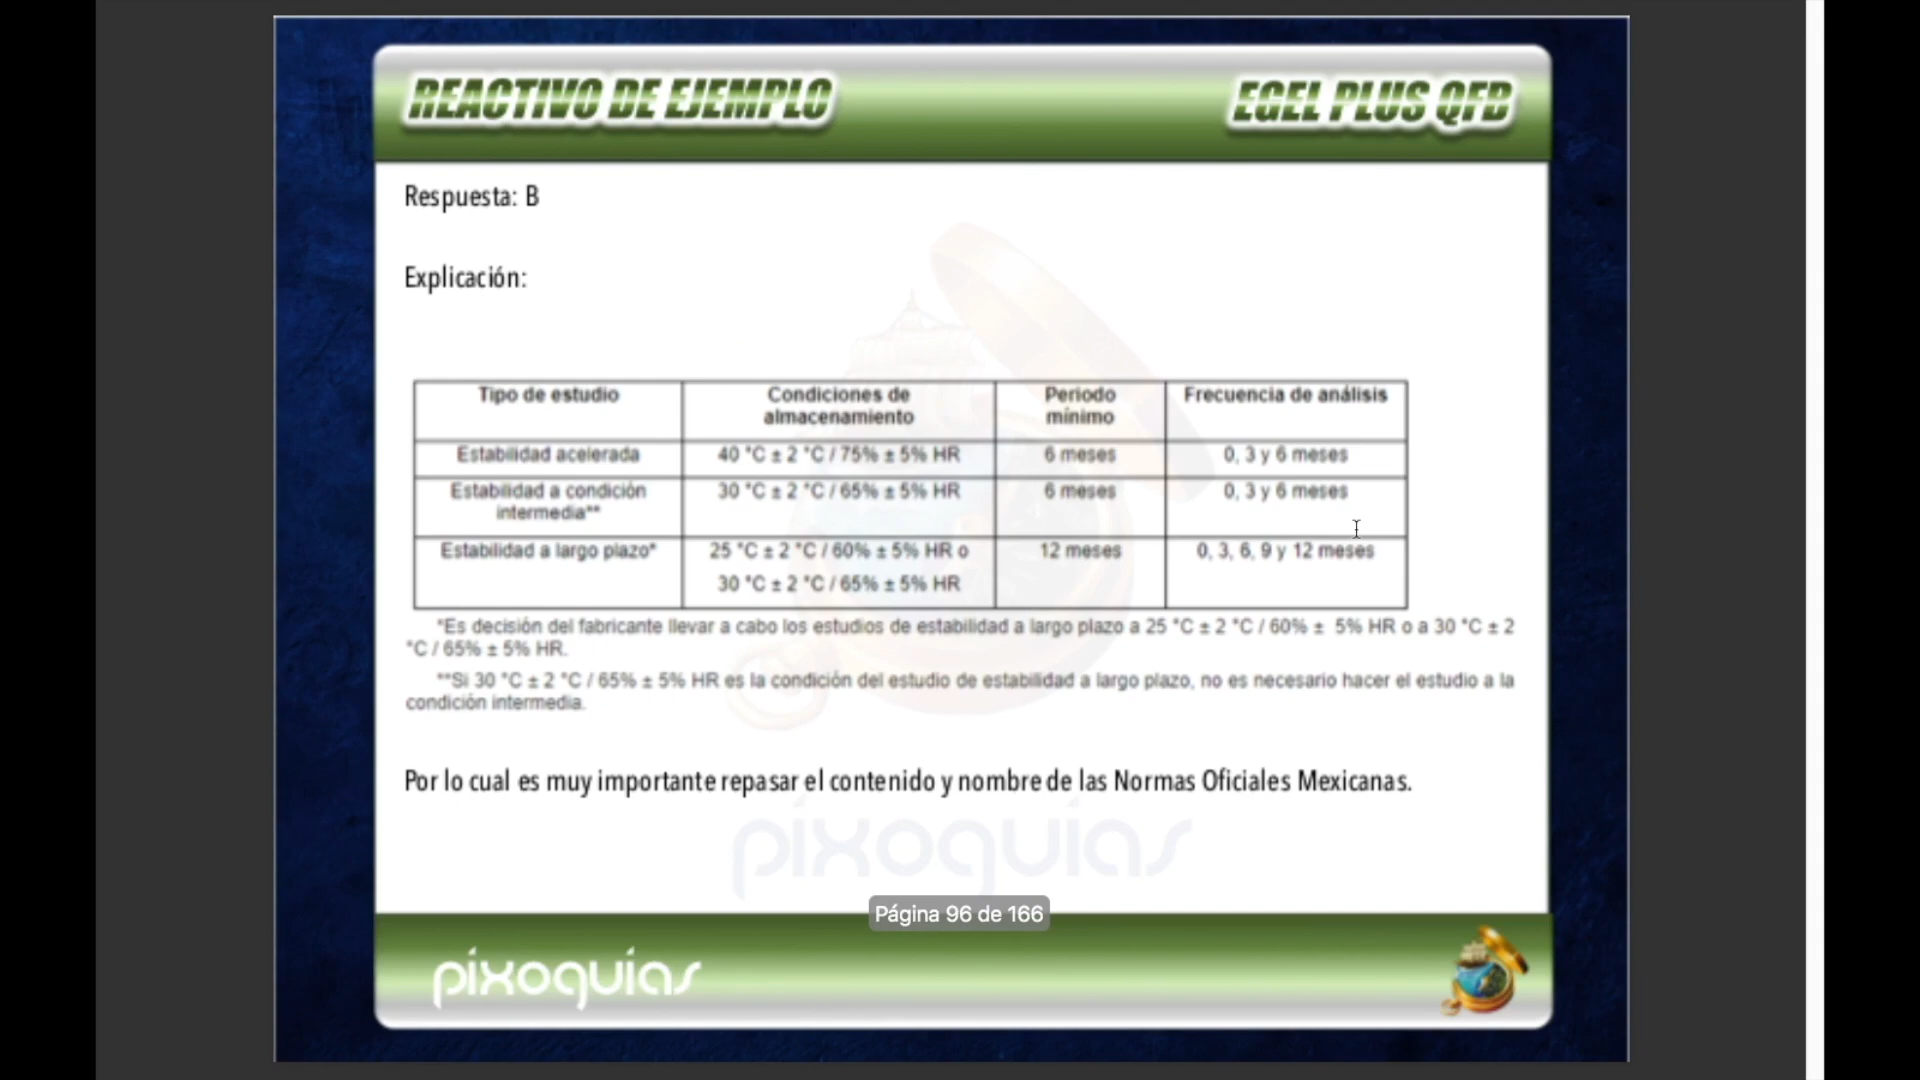 REACTIVO DE EJEMPLO
EGEL PLUS QFB
Respuesta: B
Explicación:
Tipo de estudio
Condiciones de
almacenamiento
Periodo
mínimo
Frecuencia de análisis
Estabilidad acelerada
40 °C ± 2 °C / 75% ± 5% HR
6 meses
0, 3 y 6 meses
Estabilidad a condición
intermedia**
30 °C ± 2 °C / 65% ± 5% HR
6 meses
0, 3 y 6 meses
Estabilidad a largo plazo*
25 °C ± 2 °C / 60% ± 5% HR o
30 °C ± 2 °C / 65% ± 5% HR
12 meses
0, 3, 6, 9 y 12 meses
*Es decisión del fabricante llevar a cabo los estudios de estabilidad a largo plazo a 25 °C ± 2 °C / 60% ± 5% HR o a 30 °C ± 2
°C / 65% ± 5% HR.
**Si 30 °C ± 2 °C / 65% ± 5% HR es la condición del estudio de estabilidad a largo plazo, no es necesario hacer el estudio a la
condición intermedia.
Por lo cual es muy importante repasar el contenido y nombre de las Normas Oficiales Mexicanas.
pixoguías
Página 96 de 166
pixoguías